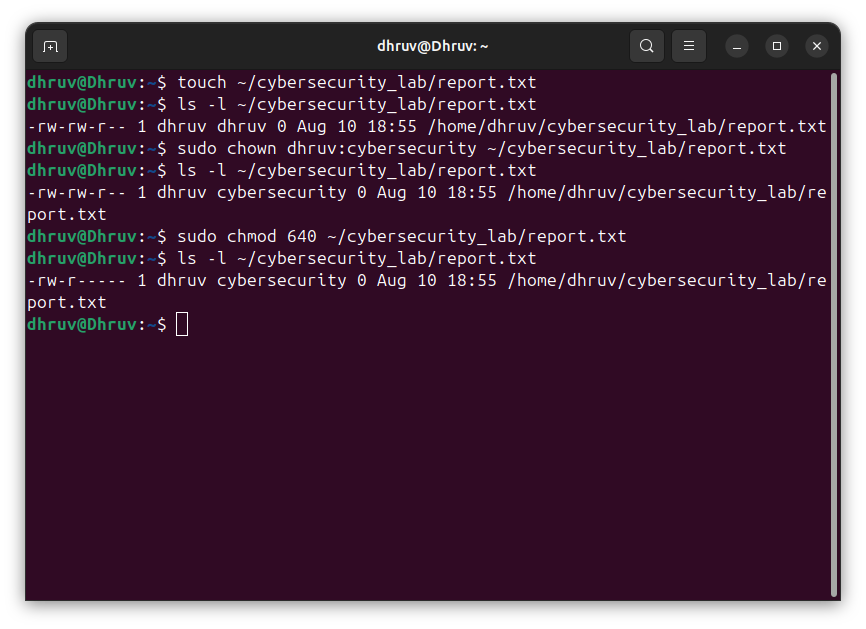 dhruv@Dhruv: ~
dhruv@Dhruv:~$ touch ~/cybersecurity_lab/report.txt
dhruv@Dhruv:~$ ls -l ~/cybersecurity_lab/report.txt
-rw-rw-r-- 1 dhruv dhruv 0 Aug 10 18:55 /home/dhruv/cybersecurity_lab/report.txt
dhruv@Dhruv:~$ sudo chown dhruv:cybersecurity ~/cybersecurity_lab/report.txt
dhruv@Dhruv:~$ ls -l ~/cybersecurity_lab/report.txt
-rw-rw-r-- 1 dhruv cybersecurity 0 Aug 10 18:55 /home/dhruv/cybersecurity_lab/re
port.txt
dhruv@Dhruv:~$ sudo chmod 640 ~/cybersecurity_lab/report.txt
dhruv@Dhruv:~$ ls -l ~/cybersecurity_lab/report.txt
-rw-r----- 1 dhruv cybersecurity 0 Aug 10 18:55 /home/dhruv/cybersecurity_lab/re
port.txt
dhruv@Dhruv:~$